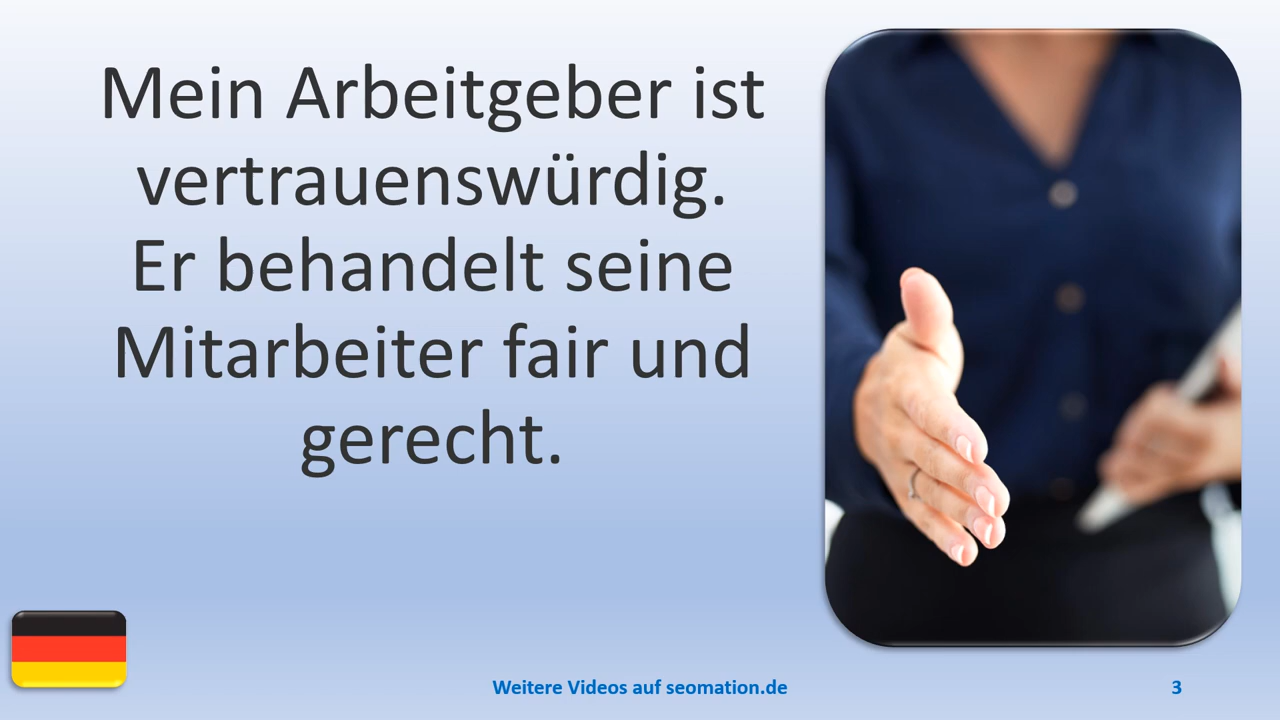 Mein Arbeitgeber ist
vertrauenswürdig.
Er behandelt seine
Mitarbeiter fair und
gerecht.
Weitere Videos auf seomation.de
3